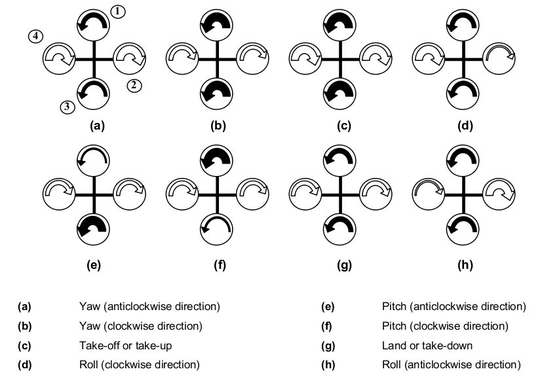 1
4
2
3
(a) (b) (c) (d)
(e) (f) (g) (h)
(a) Yaw (anticlockwise direction) (e) Pitch (anticlockwise direction)
(b) Yaw (clockwise direction) (f) Pitch (clockwise direction)
(c) Take-off or take-up (g) Land or take-down
(d) Roll (clockwise direction) (h) Roll (anticlockwise direction)